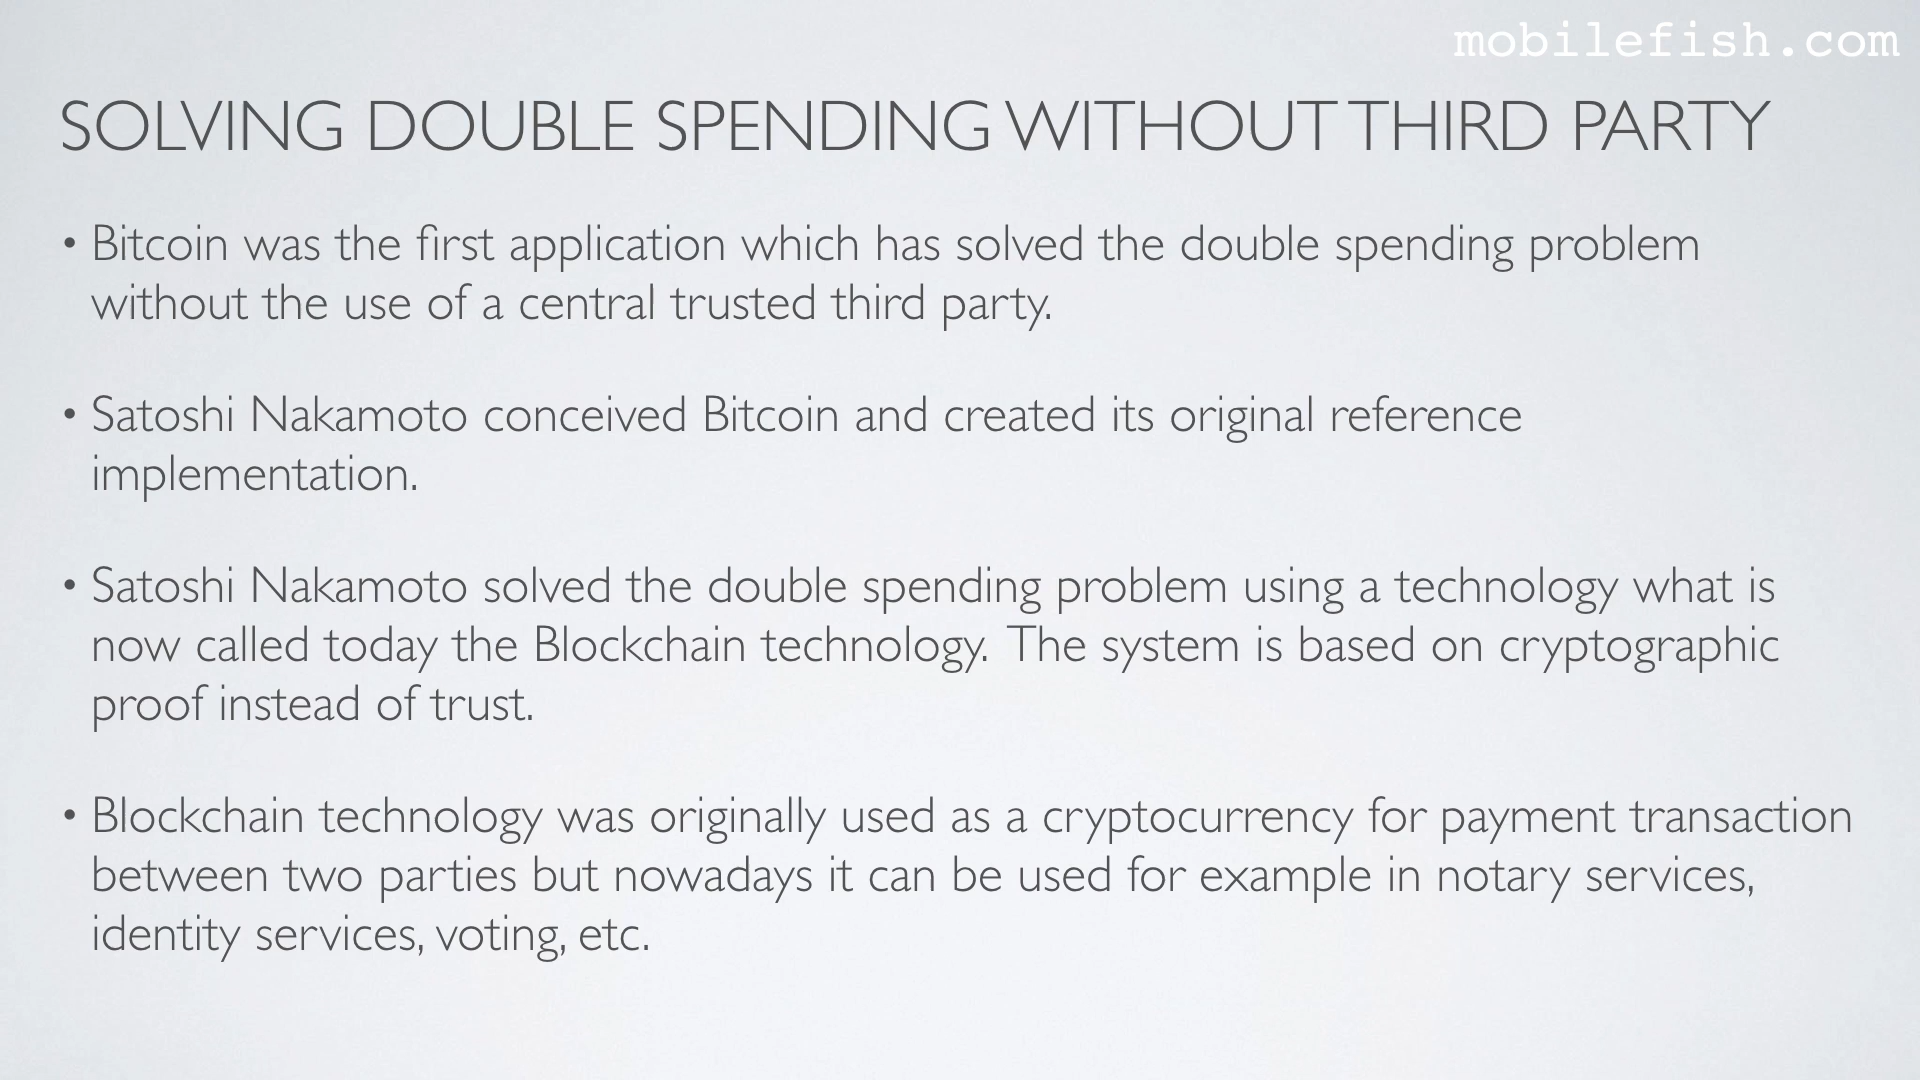 mobilefish.com
SOLVING DOUBLE SPENDING WITHOUT THIRD PARTY
• Bitcoin was the first application which has solved the double spending problem
without the use of a central trusted third party.
• Satoshi Nakamoto conceived Bitcoin and created its original reference
implementation.
• Satoshi Nakamoto solved the double spending problem using a technology what is
now called today the Blockchain technology. The system is based on cryptographic
proof instead of trust.
• Blockchain technology was originally used as a cryptocurrency for payment transaction
between two parties but nowadays it can be used for example in notary services,
identity services, voting, etc.